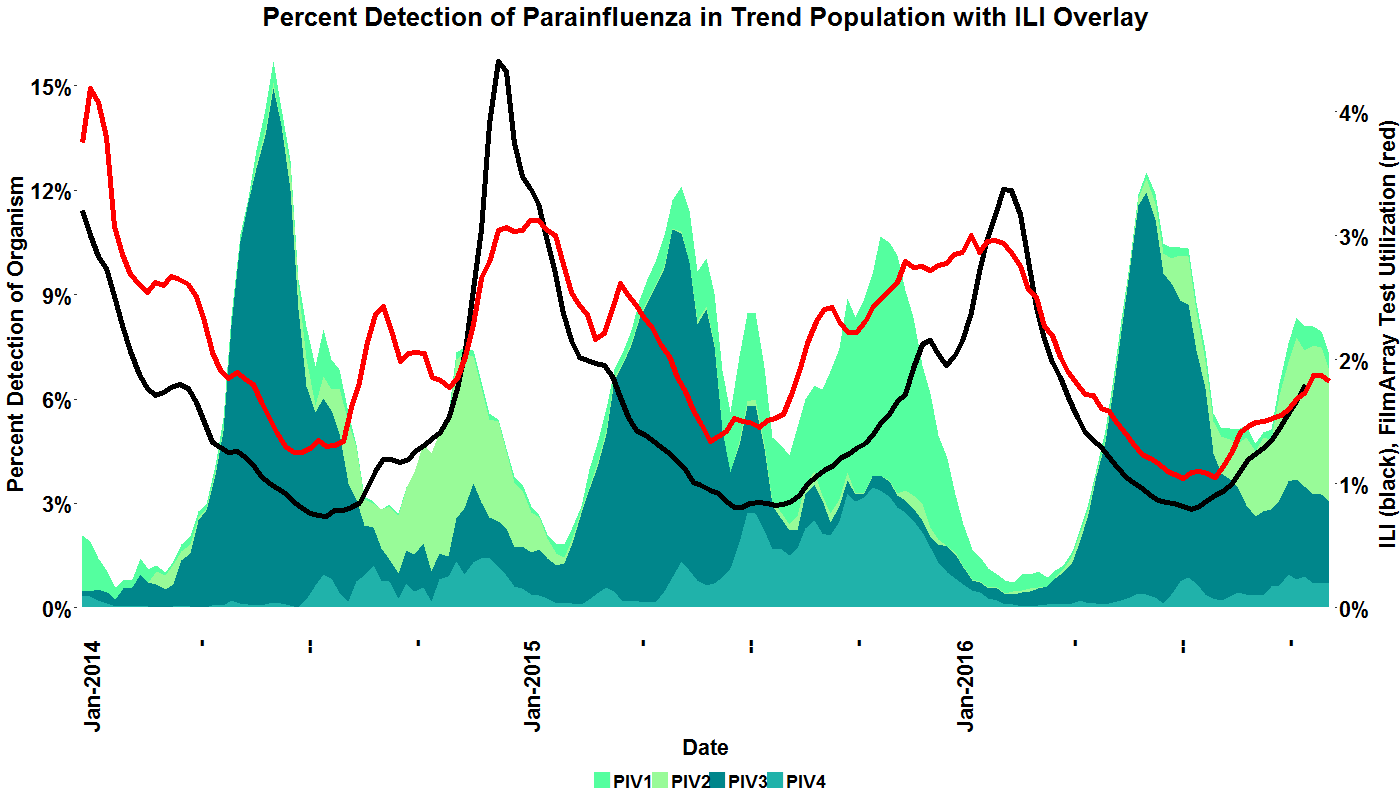 Percent Detection of Parainfluenza in Trend Population with ILI Overlay
Percent Detection of Organism
15%
12%
9%
6%
3%
0%
4%
3%
2%
1%
0%
ILI (black), FilmArray Test Utilization (red)
Jan-2014
-
--
-
Jan-2015
-
--
-
Jan-2016
-
--
-
Date
PIV1 PIV2 PIV3 PIV4